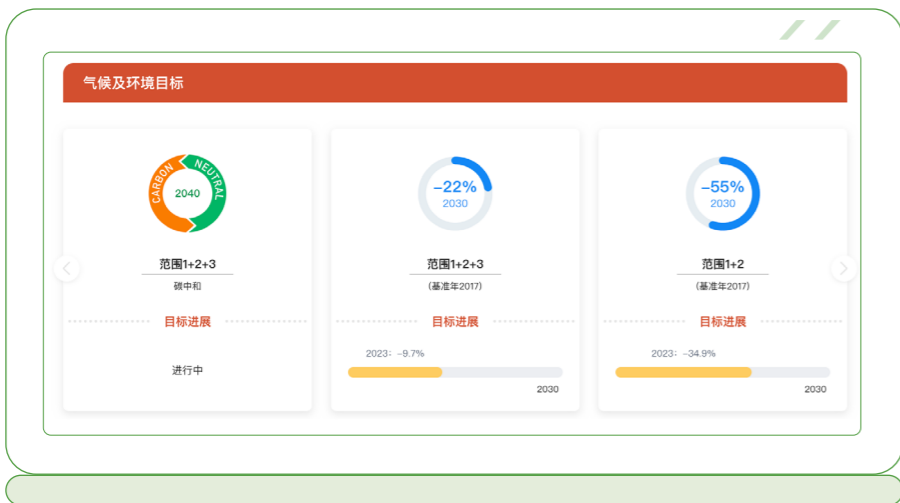 气候及环境目标
CARBON NEUTRAL
2040
范围1+2+3
碳中和
目标进展
进行中
-22%
2030
范围1+2+3
(基准年2017)
目标进展
2023: -9.7%
2030
-55%
2030
范围1+2
(基准年2017)
目标进展
2023: -34.9%
2030